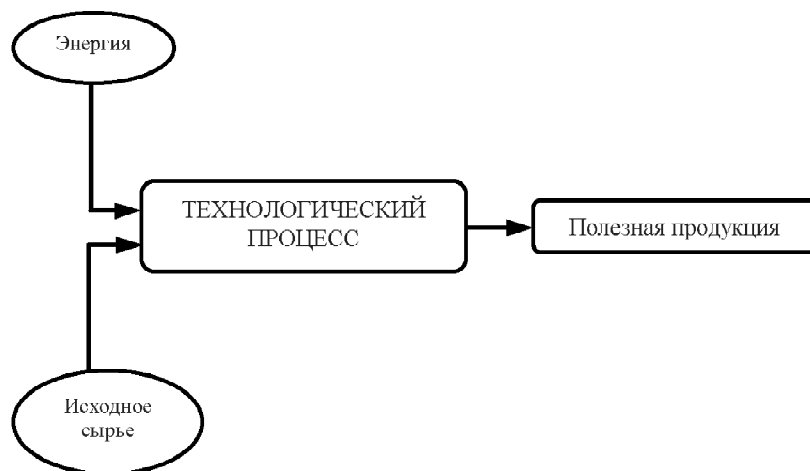 Энергия
ТЕХНОЛОГИЧЕСКИЙ
ПРОЦЕСС
Полезная продукция
Исходное
сырье